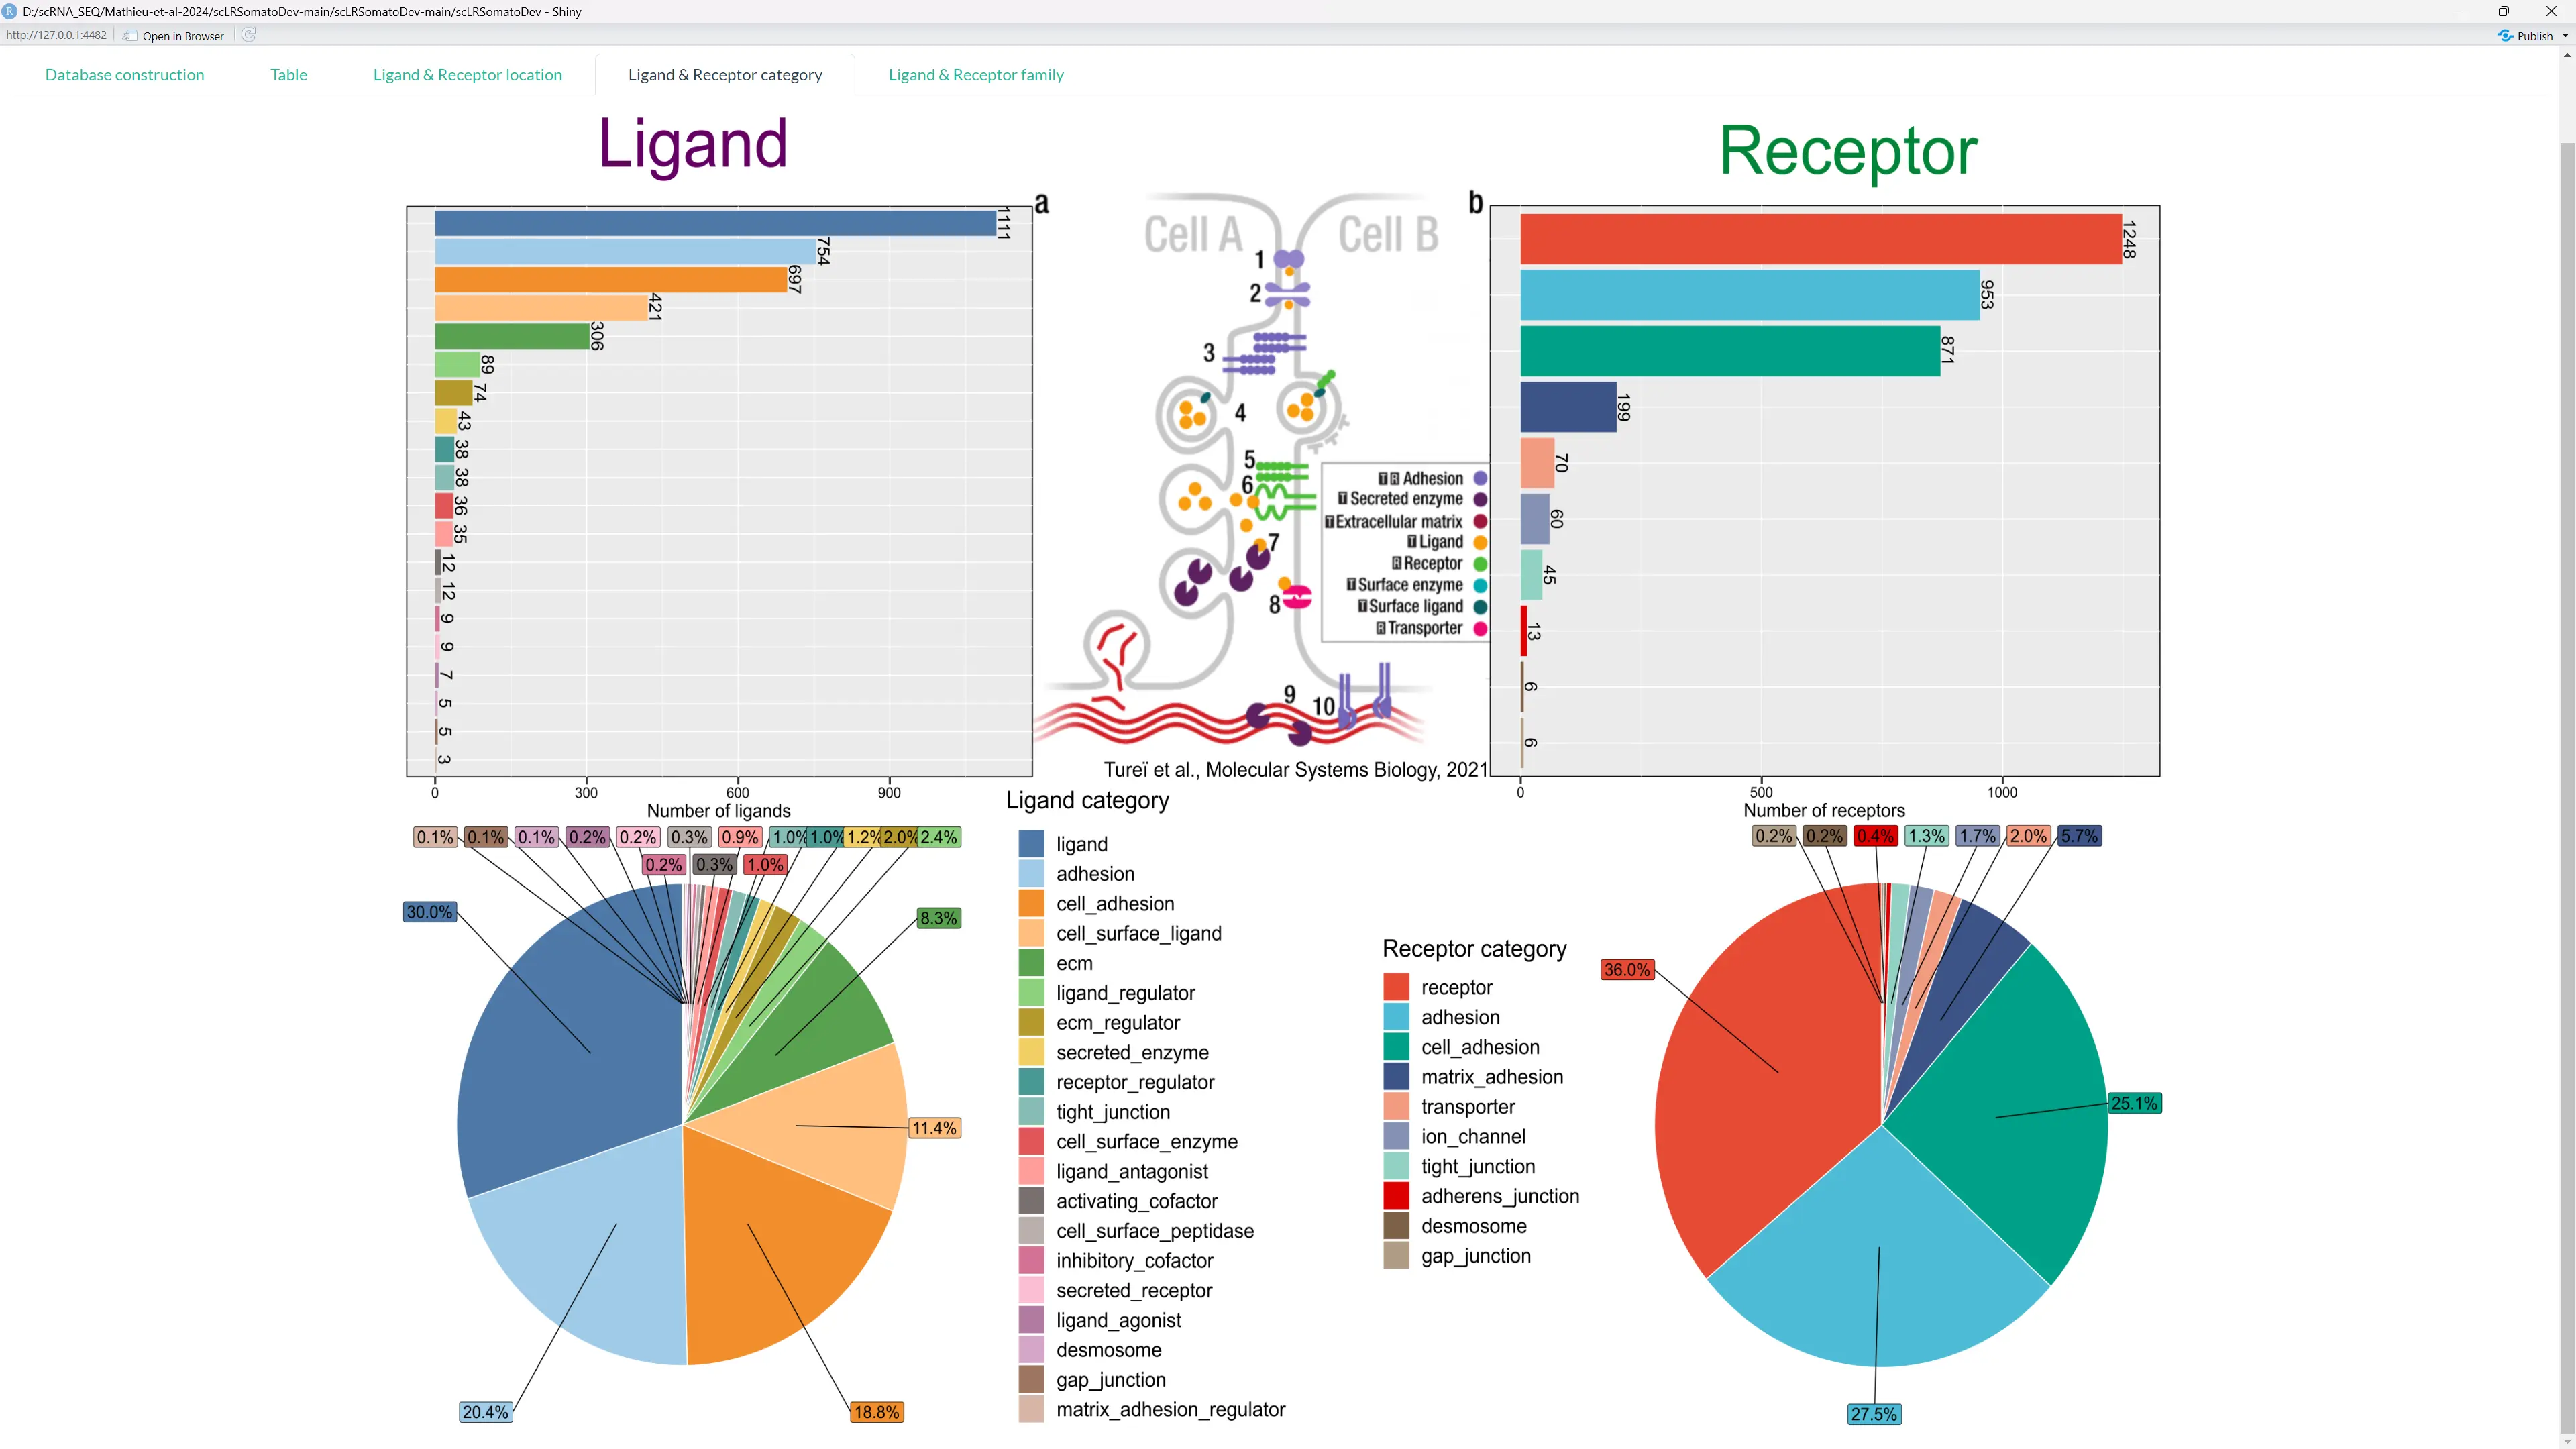 D:/scRNA_SEQ/Mathieu-et-al-2024/scLRSomatoDev-main/scLRSomatoDev-main/scLRSomatoDev - Shiny
http://127.0.0.1:4482
Open in Browser
Publish
Database construction
Table
Ligand & Receptor location
Ligand & Receptor category
Ligand & Receptor family
Ligand
1111
754
697
421
306
89
74
43
38
38
36
35
12
12
9
9
7
5
5
3
0
300
600
900
Number of ligands
a
Cell A
Cell B
b
1
2
3
4
5
6
7
8
9
10
T R Adhesion
T Secreted enzyme
T Extracellular matrix
T Ligand
R Receptor
T Surface enzyme
T Surface ligand
R Transporter
Tureï et al., Molecular Systems Biology, 2021
Receptor
1248
953
871
199
70
60
45
13
6
6
0
500
1000
Number of receptors
0.1%
0.1%
0.1%
0.2%
0.2%
0.3%
0.9%
1.0%
1.0%
1.2%
2.0%
2.4%
0.2%
0.3%
1.0%
30.0%
8.3%
11.4%
20.4%
18.8%
Ligand category
ligand
adhesion
cell_adhesion
cell_surface_ligand
ecm
ligand_regulator
ecm_regulator
secreted_enzyme
receptor_regulator
tight_junction
cell_surface_enzyme
ligand_antagonist
activating_cofactor
cell_surface_peptidase
inhibitory_cofactor
secreted_receptor
ligand_agonist
desmosome
gap_junction
matrix_adhesion_regulator
Receptor category
receptor
adhesion
cell_adhesion
matrix_adhesion
transporter
ion_channel
tight_junction
adherens_junction
desmosome
gap_junction
0.2%
0.2%
0.4%
1.3%
1.7%
2.0%
5.7%
36.0%
25.1%
27.5%